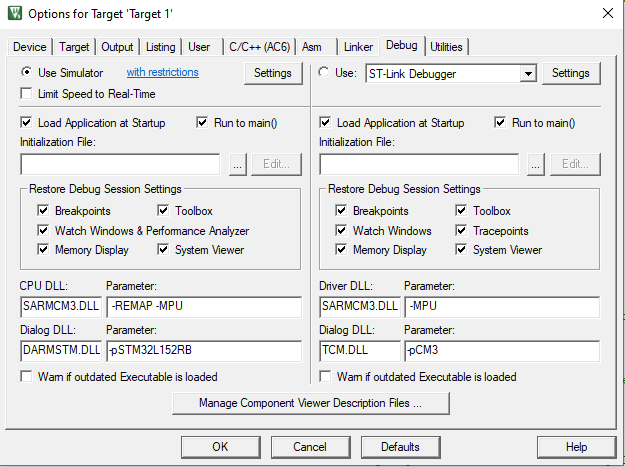 Options for Target 'Target 1'
Device Target Output Listing User C/C++ (AC6) Asm Linker Debug Utilities
Use Simulator with restrictions Settings
Limit Speed to Real-Time
Load Application at Startup Run to main()
Initialization File:
... Edit...
Restore Debug Session Settings
Breakpoints Toolbox
Watch Windows & Performance Analyzer
Memory Display System Viewer
CPU DLL: Parameter:
SARMCM3.DLL -REMAP -MPU
Dialog DLL: Parameter:
DARMSTM.DLL -pSTM32L152RB
Warn if outdated Executable is loaded
Use: ST-Link Debugger Settings
Load Application at Startup Run to main()
Initialization File:
... Edit...
Restore Debug Session Settings
Breakpoints Toolbox
Watch Windows Tracepoints
Memory Display System Viewer
Driver DLL: Parameter:
SARMCM3.DLL -MPU
Dialog DLL: Parameter:
TCM.DLL -pCM3
Warn if outdated Executable is loaded
Manage Component Viewer Description Files ...
OK Cancel Defaults Help